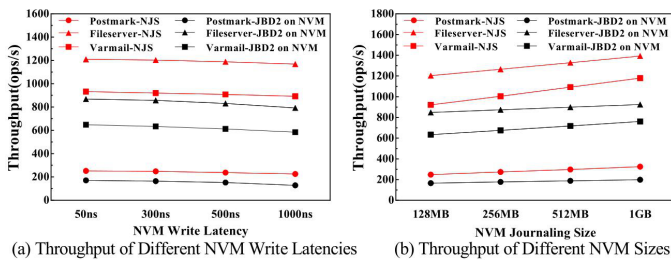 Postmark-NJS Postmark-JBD2 on NVM
Fileserver-NJS Fileserver-JBD2 on NVM
Varmail-NJS Varmail-JBD2 on NVM
Throughput(ops/s)
1600
1400
1200
1000
800
600
400
200
0
50ns 300ns 500ns 1000ns
NVM Write Latency
(a) Throughput of Different NVM Write Latencies
Postmark-NJS Postmark-JBD2 on NVM
Fileserver-NJS Fileserver-JBD2 on NVM
Varmail-NJS Varmail-JBD2 on NVM
Throughput(ops/s)
1800
1600
1400
1200
1000
800
600
400
200
0
128MB 256MB 512MB 1GB
NVM Journaling Size
(b) Throughput of Different NVM Sizes